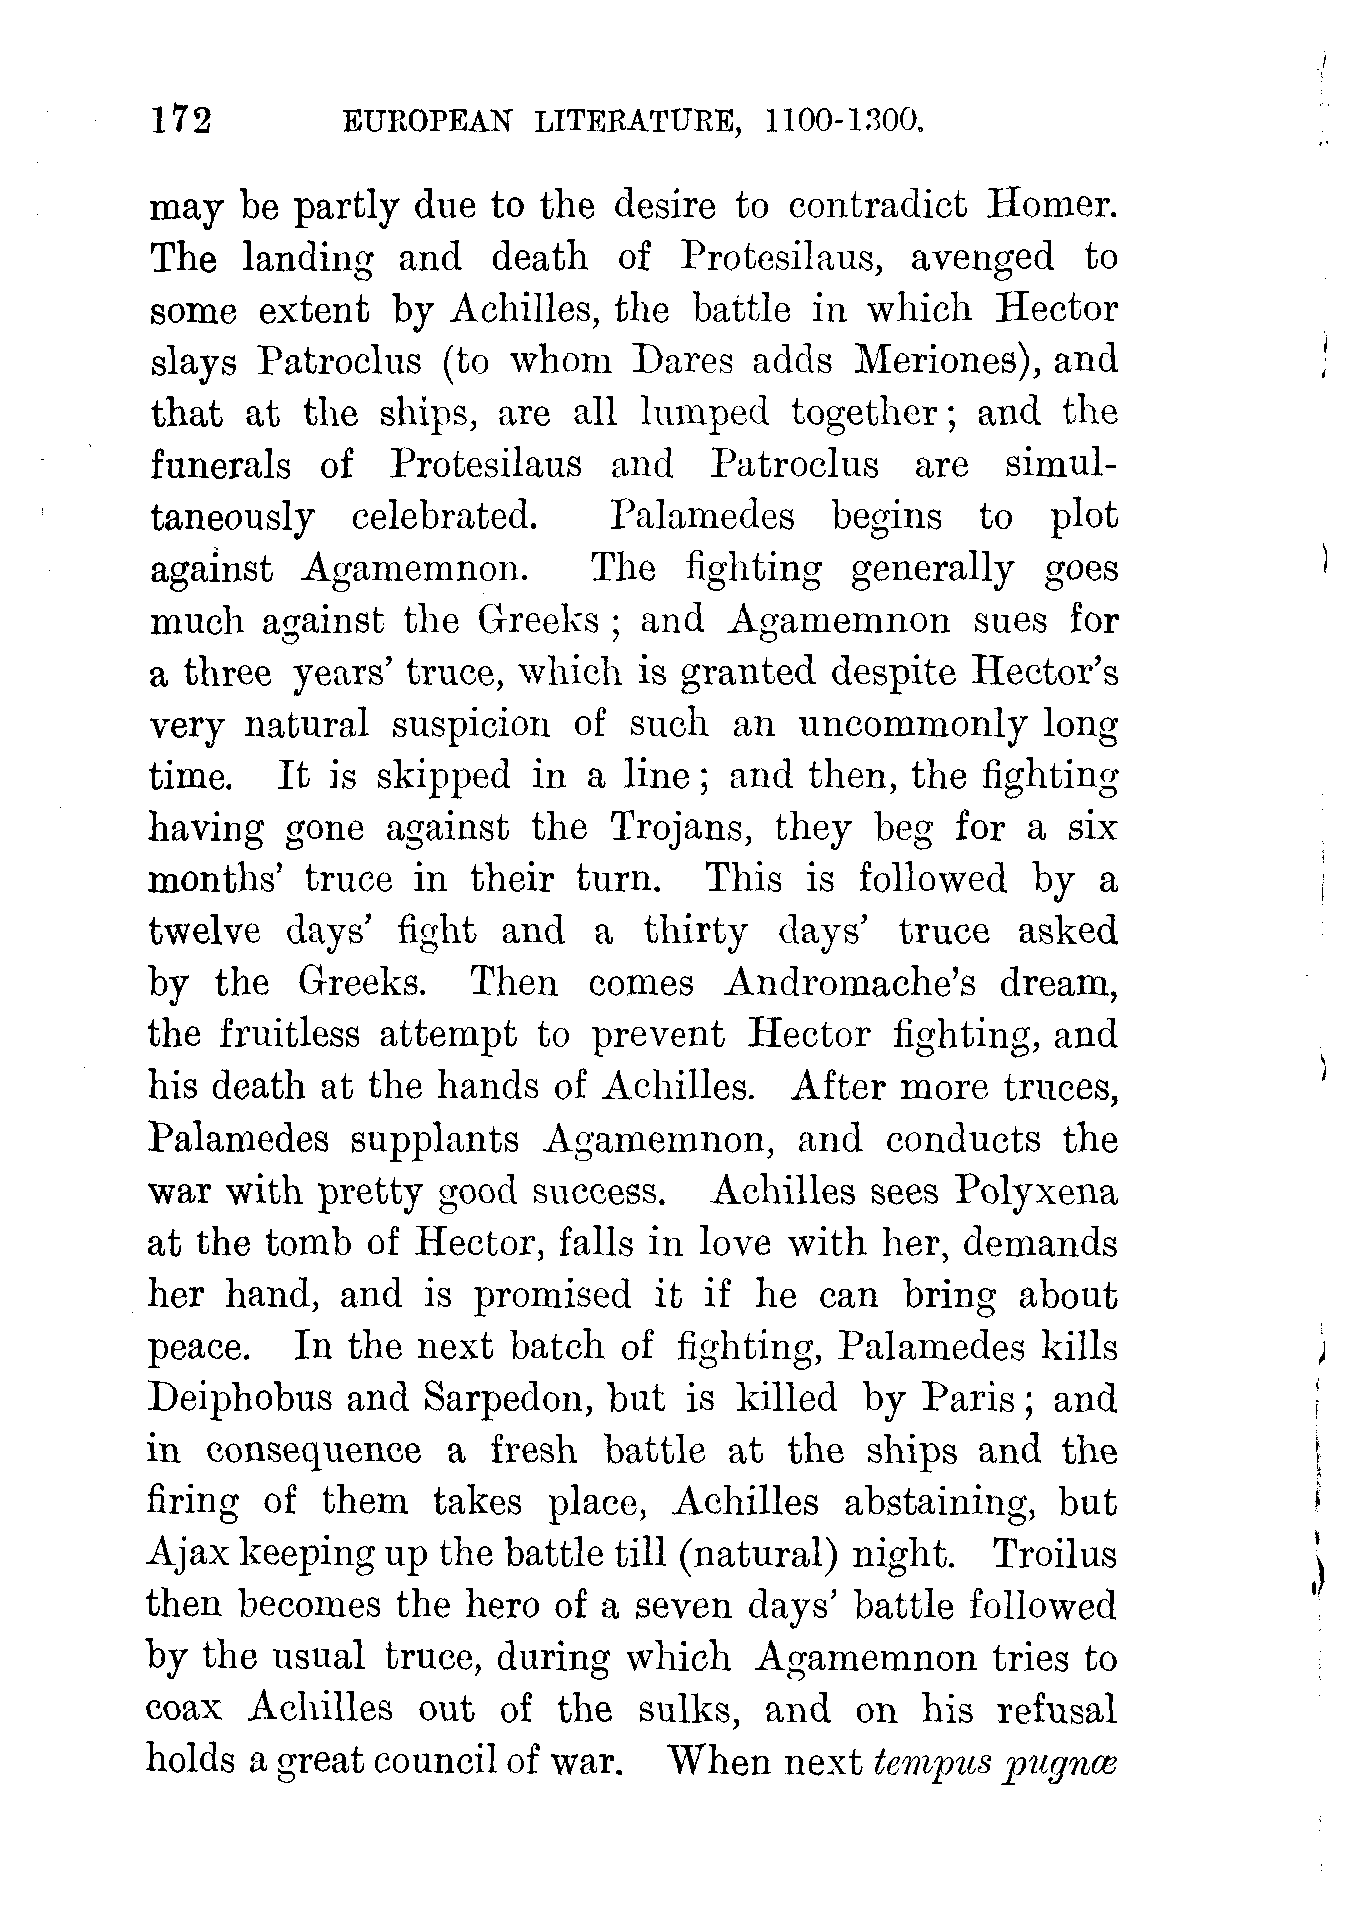 172 EUROPEAN LITERATURE, 1100-1300.
may be partly due to the desire to contradict Homer.
The landing and death of Protesilaus, avenged to
some extent by Achilles, the battle in which Hector
slays Patroclus (to whom Dares adds Meriones), and
that at the ships, are all lumped together; and the
funerals of Protesilaus and Patroclus are simul-
taneously celebrated. Palamedes begins to plot
against Agamemnon. The fighting generally goes
much against the Greeks; and Agamemnon sues for
a three years' truce, which is granted despite Hector's
very natural suspicion of such an uncommonly long
time. It is skipped in a line; and then, the fighting
having gone against the Trojans, they beg for a six
months' truce in their turn. This is followed by a
twelve days' fight and a thirty days' truce asked
by the Greeks. Then comes Andromache's dream,
the fruitless attempt to prevent Hector fighting, and
his death at the hands of Achilles. After more truces,
Palamedes supplants Agamemnon, and conducts the
war with pretty good success. Achilles sees Polyxena
at the tomb of Hector, falls in love with her, demands
her hand, and is promised it if he can bring about
peace. In the next batch of fighting, Palamedes kills
Deiphobus and Sarpedon, but is killed by Paris; and
in consequence a fresh battle at the ships and the
firing of them takes place, Achilles abstaining, but
Ajax keeping up the battle till (natural) night. Troilus
then becomes the hero of a seven days' battle followed
by the usual truce, during which Agamemnon tries to
coax Achilles out of the sulks, and on his refusal
holds a great council of war. When next tempus pugnæ